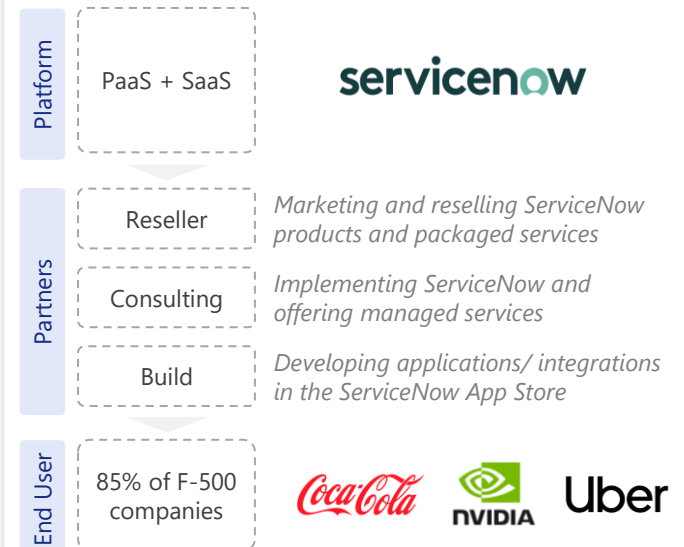 Platform
PaaS + SaaS
servicenow
Partners
Reseller
Marketing and reselling ServiceNow
products and packaged services
Consulting
Implementing ServiceNow and
offering managed services
Build
Developing applications/ integrations
in the ServiceNow App Store
End User
85% of F-500
companies
Coca-Cola
NVIDIA
Uber